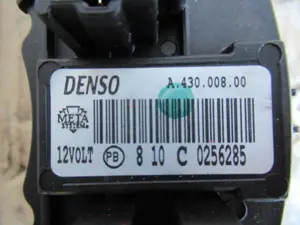 DENSO
A.430.008.00
META
SYSTEM
12VOLT PB 8 10 C 0256285